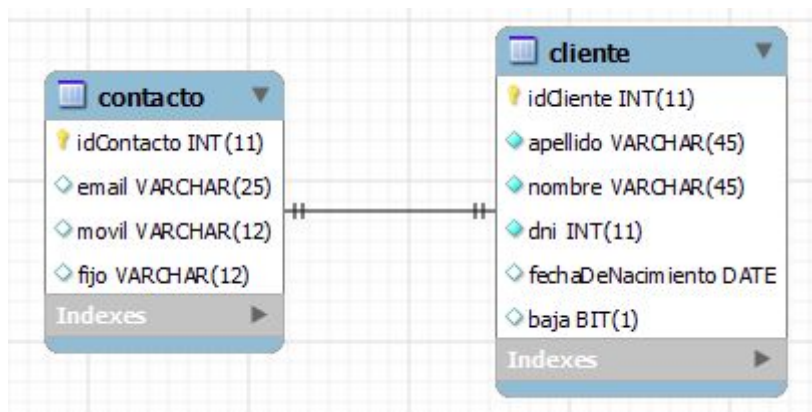 contacto
idContacto INT(11)
email VARCHAR(25)
movil VARCHAR(12)
fijo VARCHAR(12)
Indexes
cliente
idCliente INT(11)
apellido VARCHAR(45)
nombre VARCHAR(45)
dni INT(11)
fechaDeNacimiento DATE
baja BIT(1)
Indexes